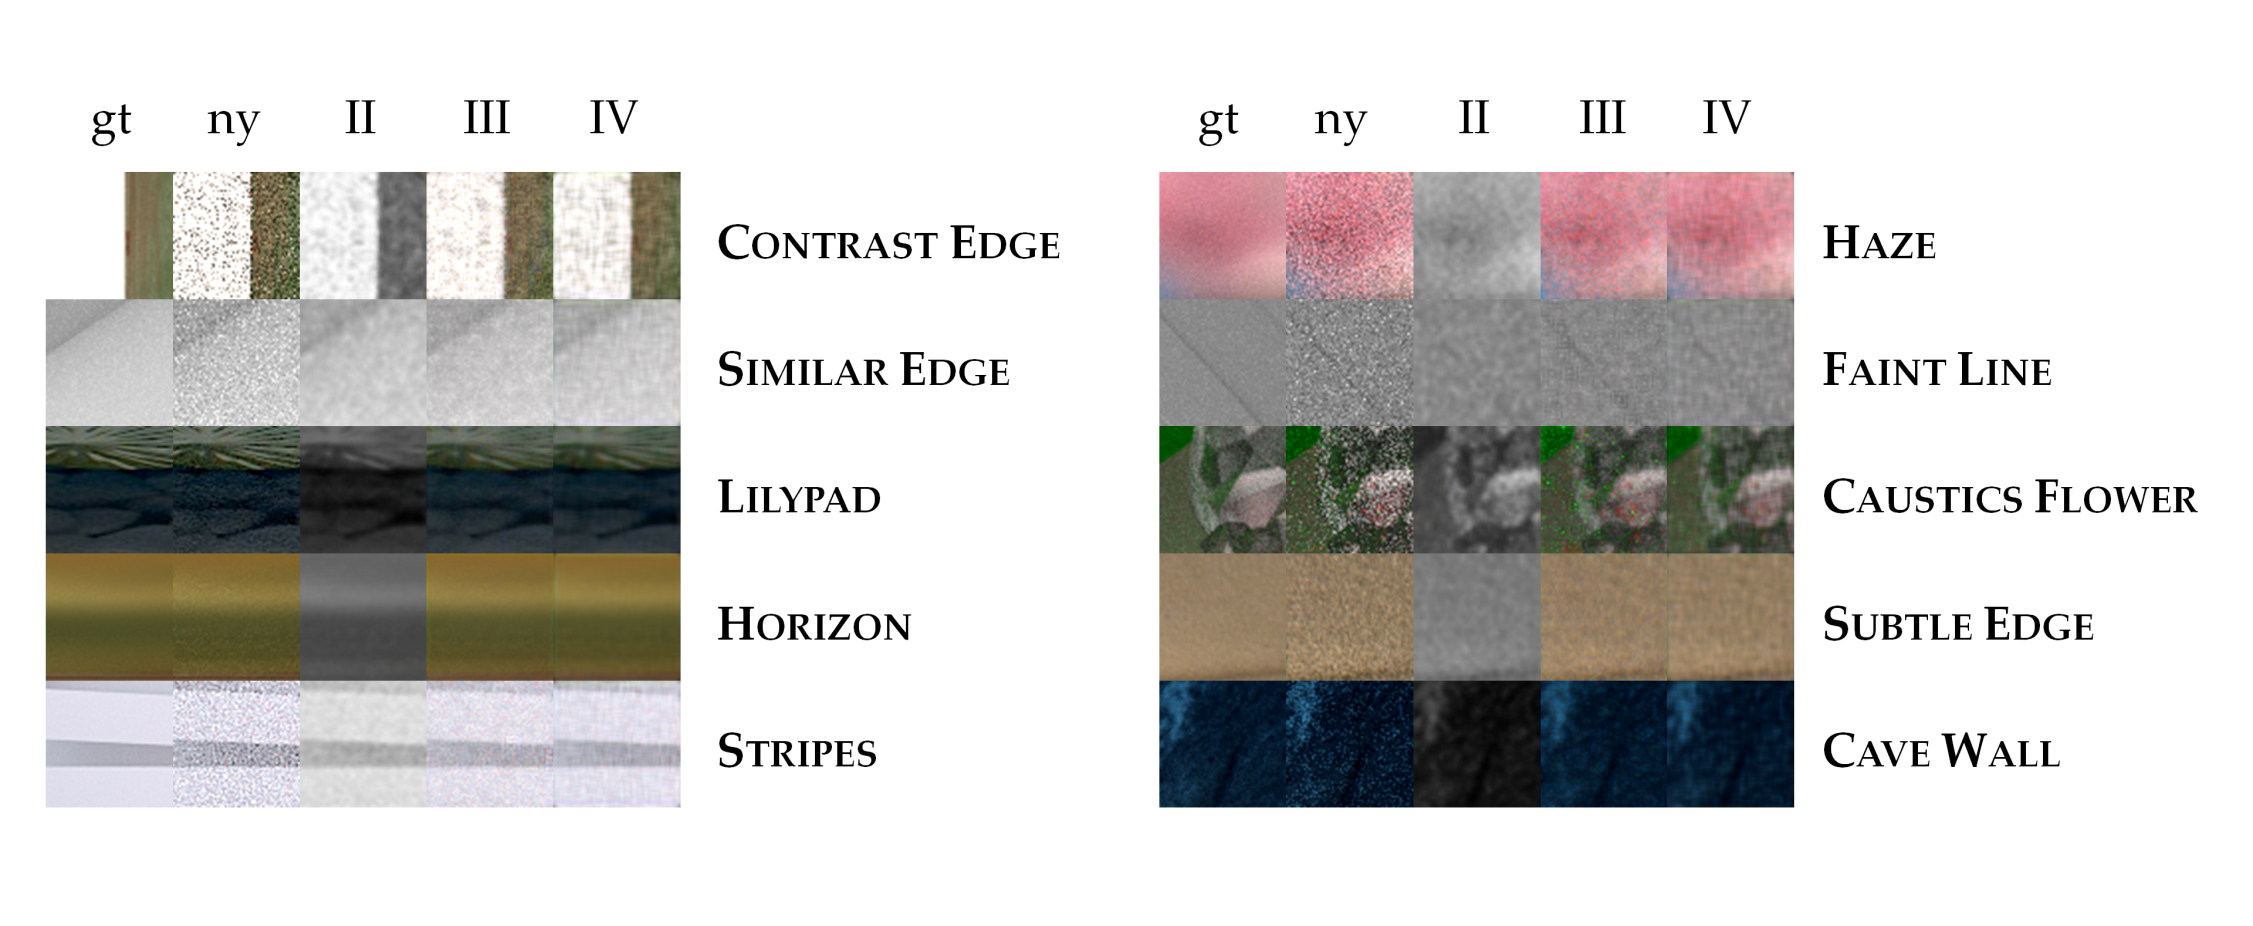 gt ny II III IV
CONTRAST EDGE
SIMILAR EDGE
LILYPAD
HORIZON
STRIPES
gt ny II III IV
HAZE
FAINT LINE
CAUSTICS FLOWER
SUBTLE EDGE
CAVE WALL